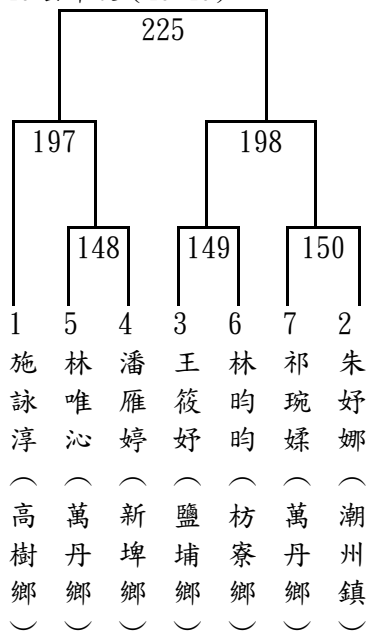 225
197 198
148 149 150
1 5 4 3 6 7 2
施詠淳（高樹鄉）
林唯沁（萬丹鄉）
潘雁婷（新埤鄉）
王筱妤（鹽埔鄉）
林昀昀（枋寮鄉）
祁琬媃（萬丹鄉）
朱妤娜（潮州鎮）